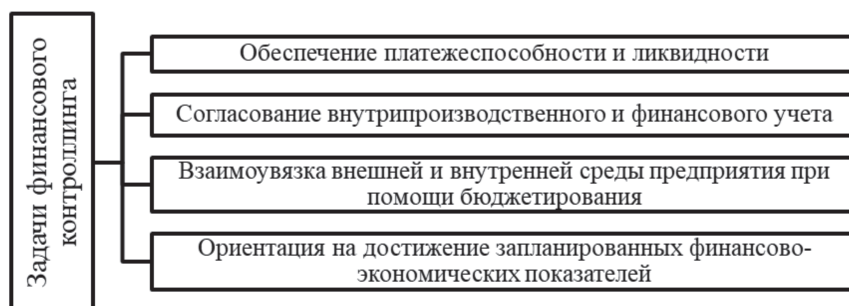 Задачи финансового
контроллинга
Обеспечение платежеспособности и ликвидности
Согласование внутрипроизводственного и финансового учета
Взаимоувязка внешней и внутренней среды предприятия при
помощи бюджетирования
Ориентация на достижение запланированных финансово-
экономических показателей